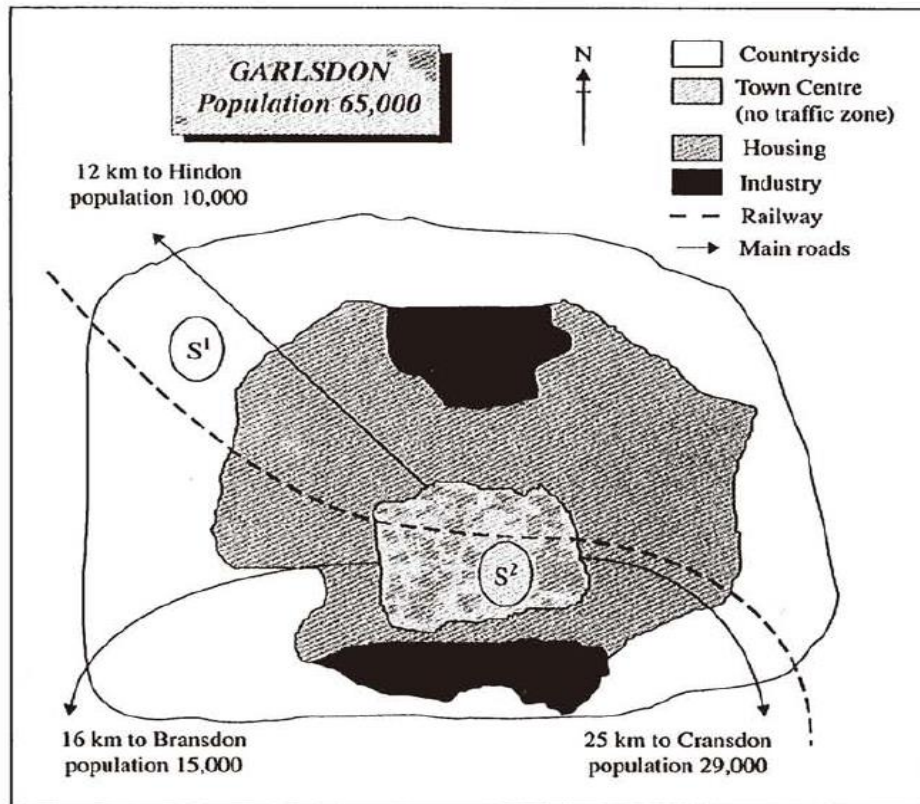 GARLSDON
Population 65,000
N
Countryside
Town Centre
(no traffic zone)
Housing
Industry
Railway
Main roads
12 km to Hindon
population 10,000
S¹
S²
16 km to Bransdon
population 15,000
25 km to Cransdon
population 29,000